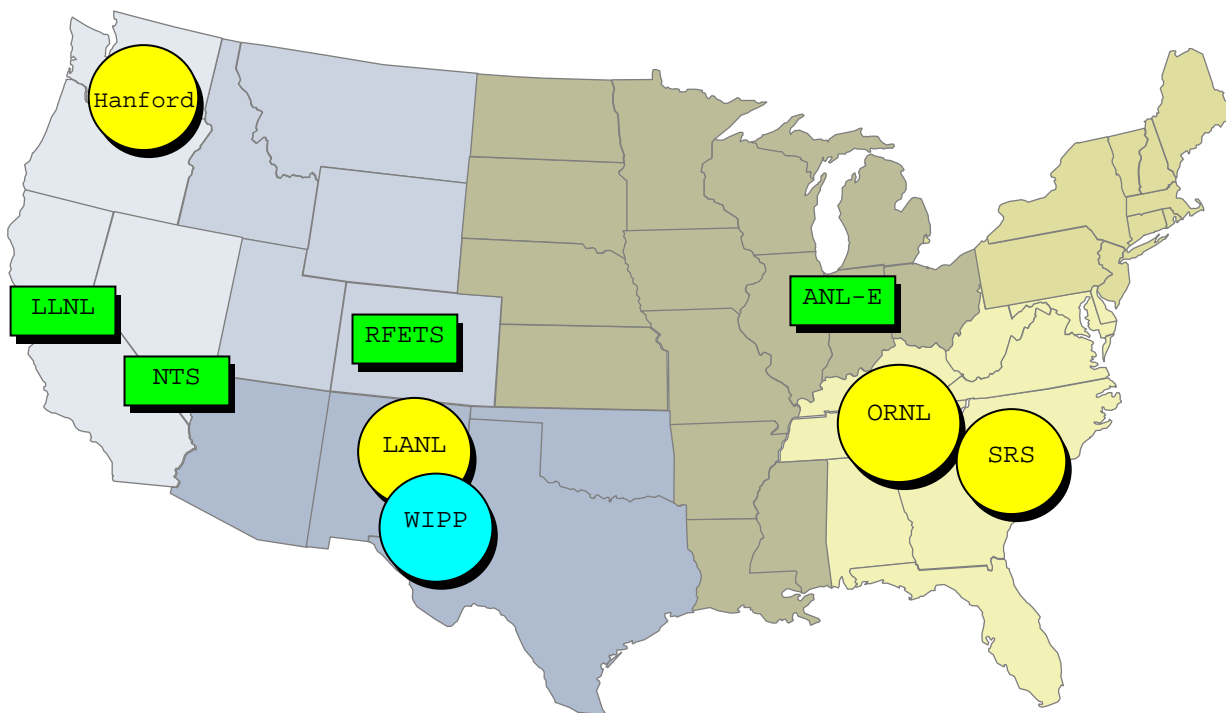 Hanford
LLNL
ANL-E
RFETS
NTS
ORNL
LANL
SRS
WIPP